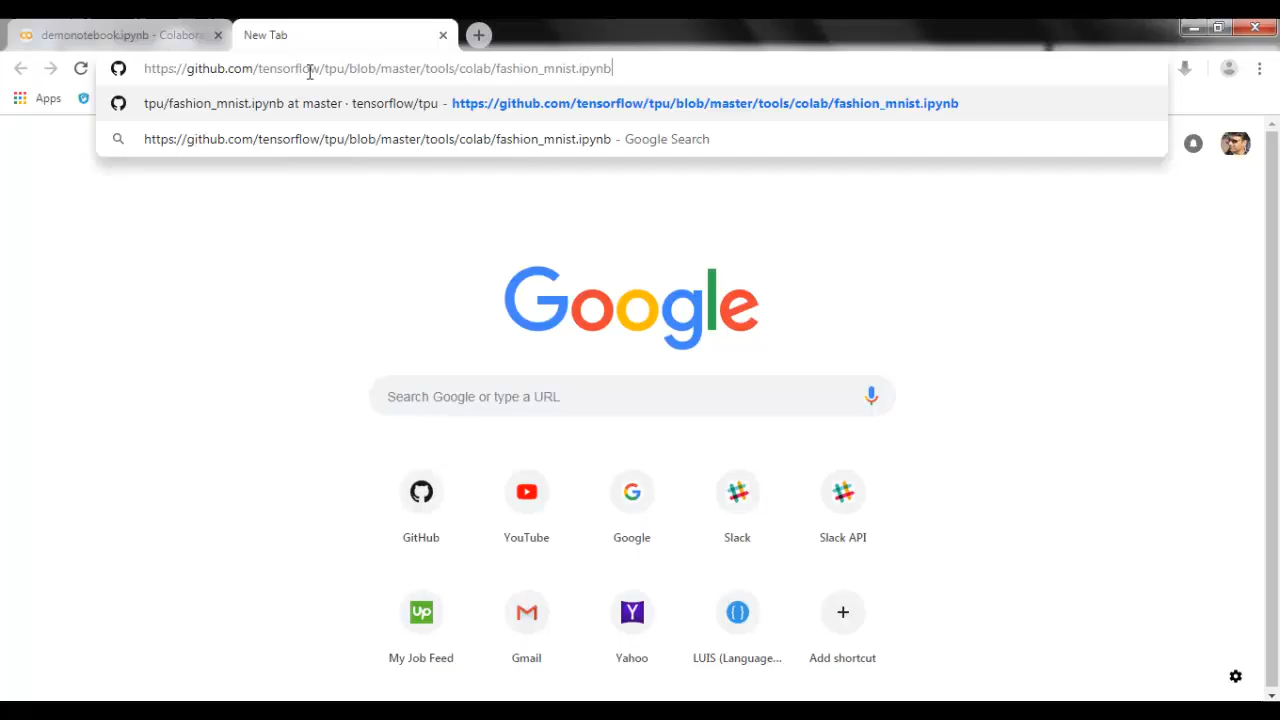 demonotebook.ipynb - Colabora
New Tab
https://github.com/tensorflow/tpu/blob/master/tools/colab/fashion_mnist.ipynb
Apps
tpu/fashion_mnist.ipynb at master · tensorflow/tpu - https://github.com/tensorflow/tpu/blob/master/tools/colab/fashion_mnist.ipynb
https://github.com/tensorflow/tpu/blob/master/tools/colab/fashion_mnist.ipynb - Google Search
Google
Search Google or type a URL
GitHub
YouTube
Google
Slack
Slack API
Up
My Job Feed
Gmail
Yahoo
LUIS (Language...
Add shortcut